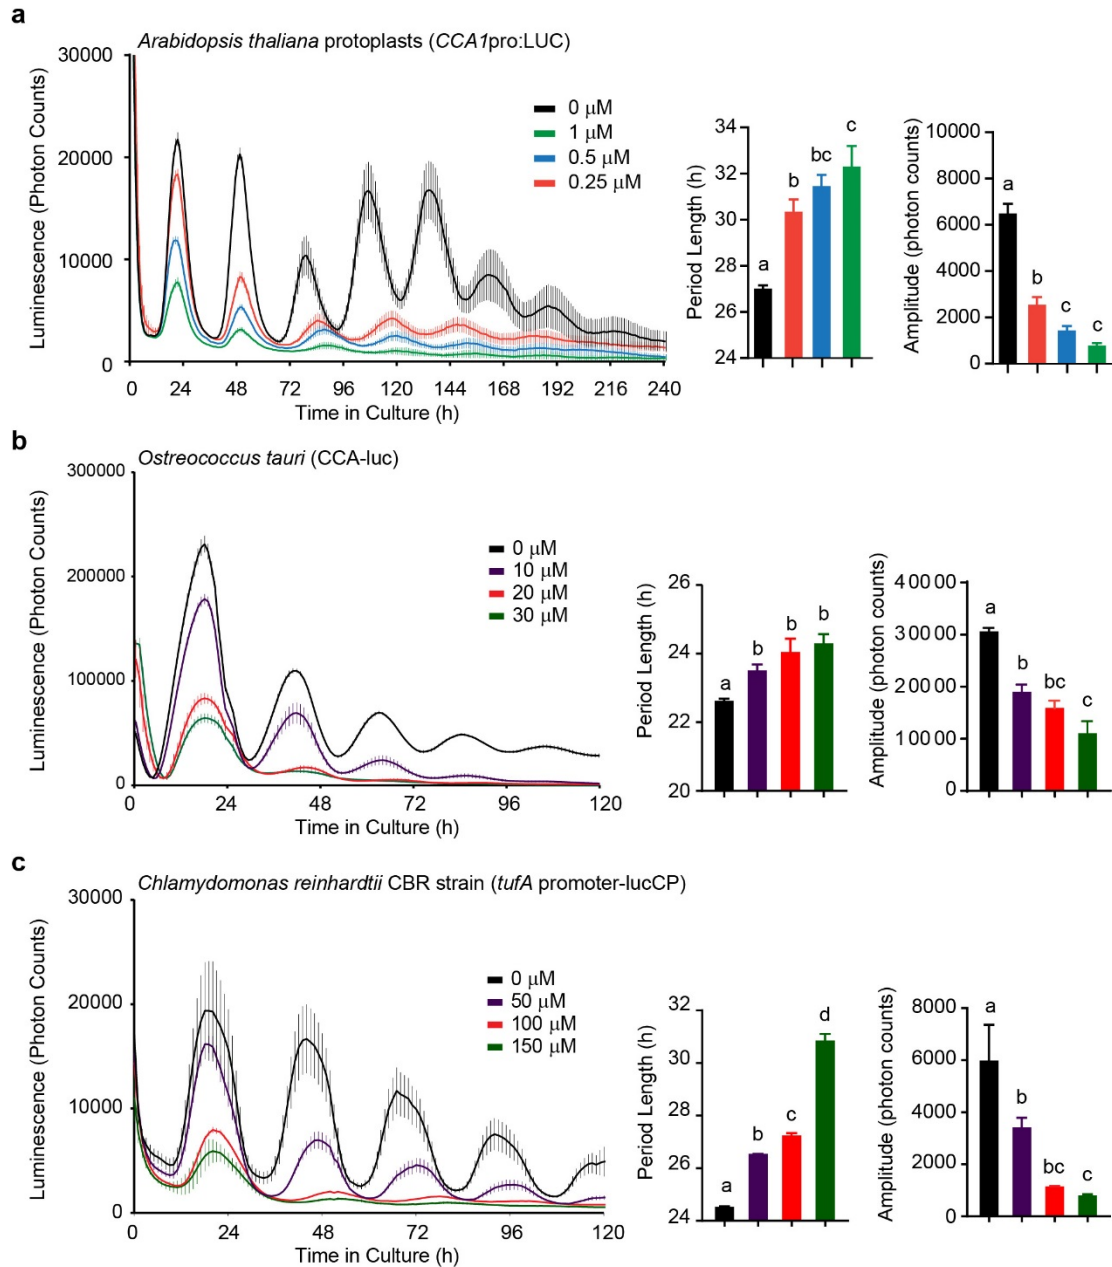 a
Arabidopsis thaliana protoplasts (CCA1pro:LUC)
Luminescence (Photon Counts)
30000
20000
10000
0
0 24 48 72 96 120 144 168 192 216 240
Time in Culture (h)
0 μM
1 μM
0.5 μM
0.25 μM
Period Length (h)
34
32
30
28
26
24
a b bc c
Amplitude (photon counts)
10000
8000
6000
4000
2000
0
a b c c
b
Ostreococcus tauri (CCA-luc)
Luminescence (Photon Counts)
300000
200000
100000
0
0 24 48 72 96 120
Time in Culture (h)
0 μM
10 μM
20 μM
30 μM
Period Length (h)
26
24
22
20
a b b b
Amplitude (photon counts)
40000
30000
20000
10000
0
a b bc c
c
Chlamydomonas reinhardtii CBR strain (tufA promoter-lucCP)
Luminescence (Photon Counts)
30000
20000
10000
0
0 24 48 72 96 120
Time in Culture (h)
0 μM
50 μM
100 μM
150 μM
Period Length (h)
32
30
28
26
24
a b c d
Amplitude (photon counts)
8000
6000
4000
2000
0
a b bc c